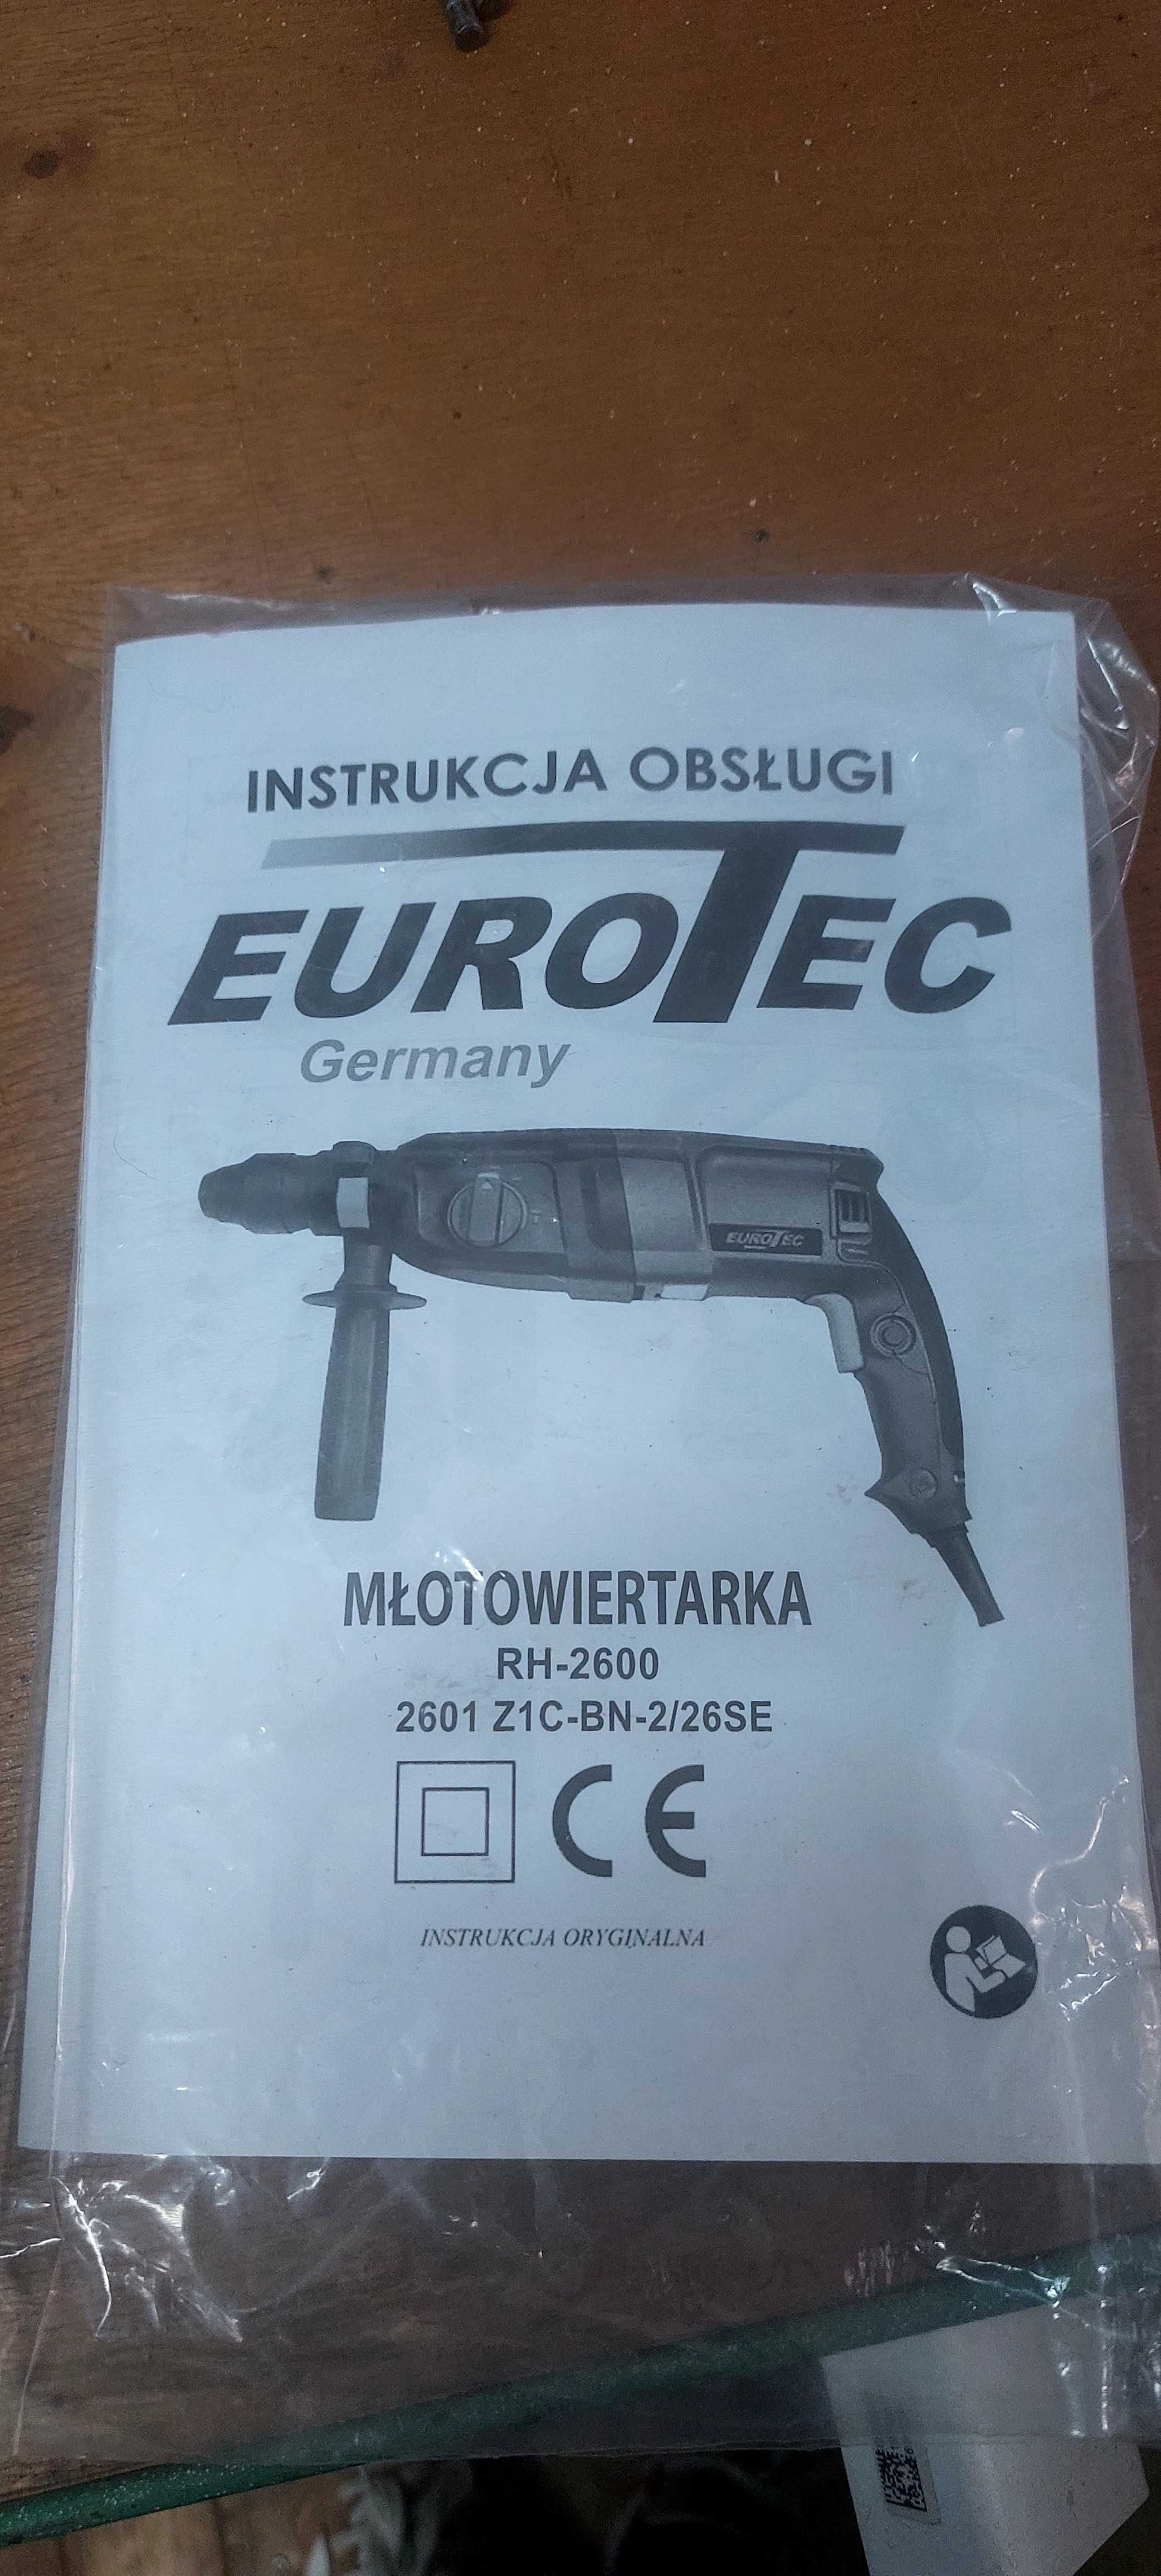 INSTRUKCJA OBSŁUGI
EUROTEC
Germany
EUROTEC
MŁOTOWIERTARKA
RH-2600
2601 Z1C-BN-2/26SE
CE
INSTRUKCJA ORYGINALNA